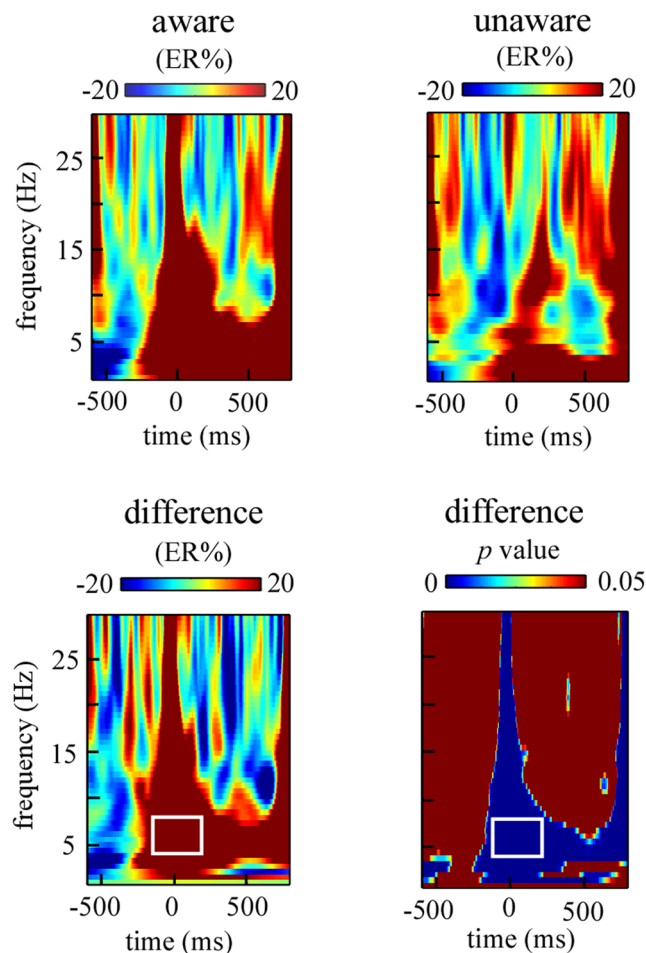 aware
(ER%)
-20 20
unaware
(ER%)
-20 20
frequency (Hz)
25
15
5
-500 0 500
time (ms)
-500 0 500
time (ms)
difference
(ER%)
-20 20
difference
p value
0 0.05
frequency (Hz)
25
15
5
-500 0 500
time (ms)
-500 0 500
time (ms)